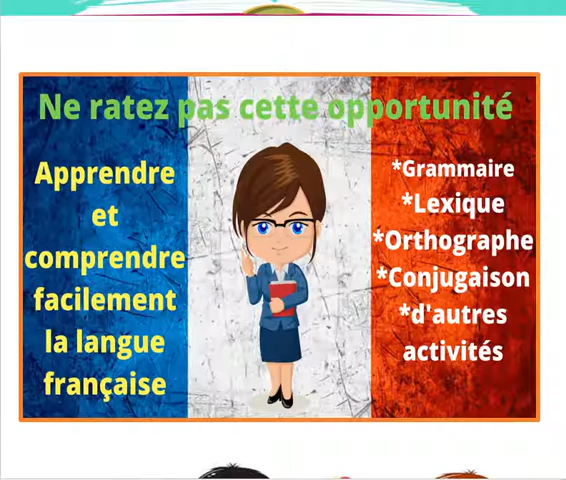 Ne ratez pas cette opportunité
Apprendre
et
comprendre
facilement
la langue
française
*Grammaire
*Lexique
*Orthographe
*Conjugaison
*d'autres
activités